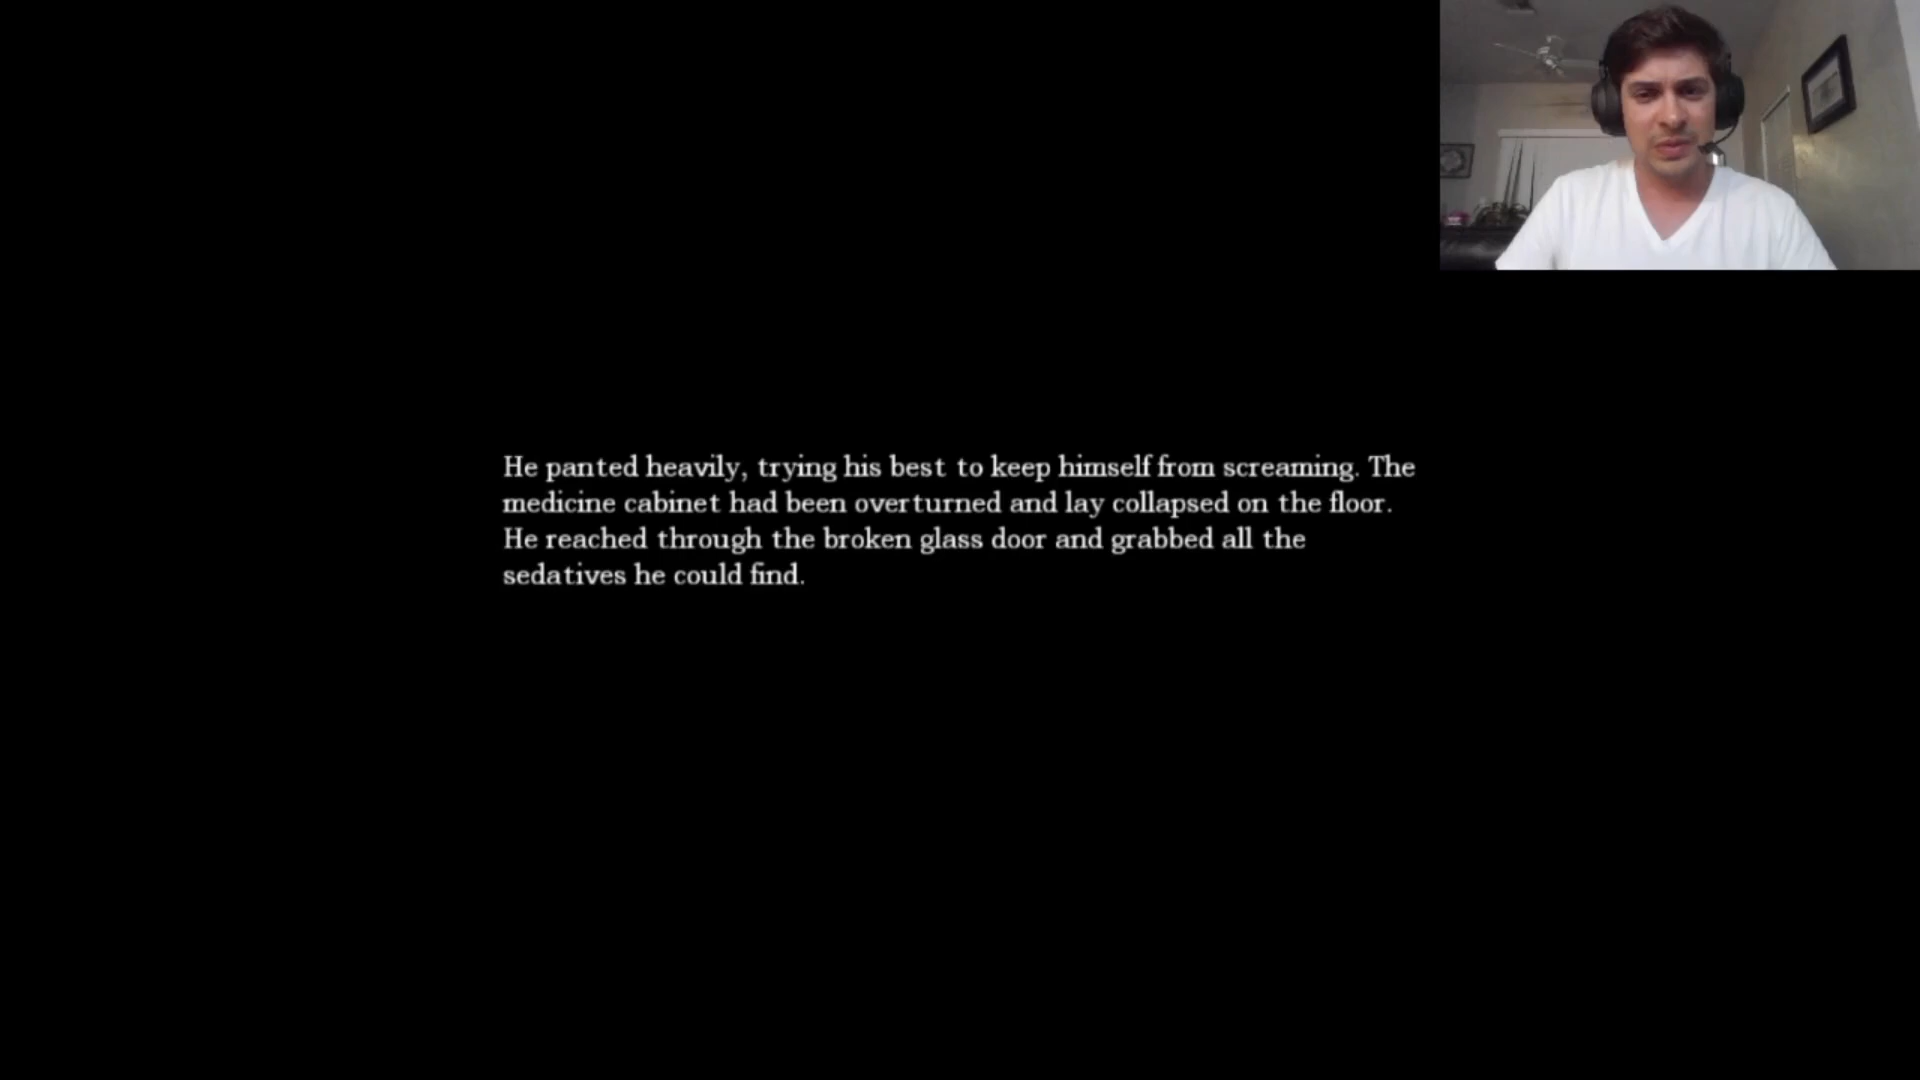 He panted heavily, trying his best to keep himself from screaming. The
medicine cabinet had been overturned and lay collapsed on the floor.
He reached through the broken glass door and grabbed all the
sedatives he could find.